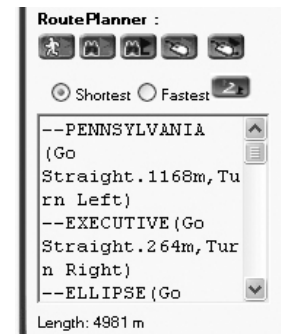 RoutePlanner :
Shortest Fastest
--PENNSYLVANIA
(Go
Straight.1168m,Tu
rn Left)
--EXECUTIVE(Go
Straight.264m,Tur
n Right)
--ELLIPSE(Go
Length: 4981 m